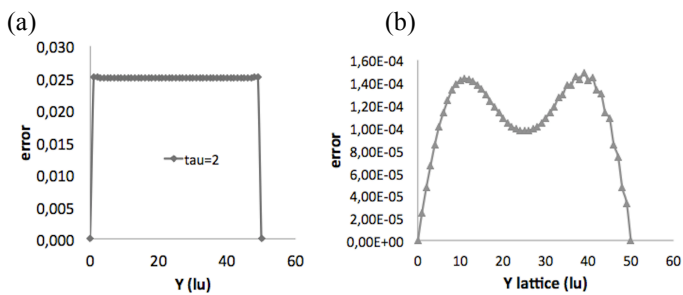 (a)
0,030
0,025
0,020
0,015
0,010
0,005
0,000
error
tau=2
0
20
40
60
Y (lu)
(b)
1,60E-04
1,40E-04
1,20E-04
1,00E-04
8,00E-05
6,00E-05
4,00E-05
2,00E-05
0,00E+00
error
0
10
20
30
40
50
60
Y lattice (lu)